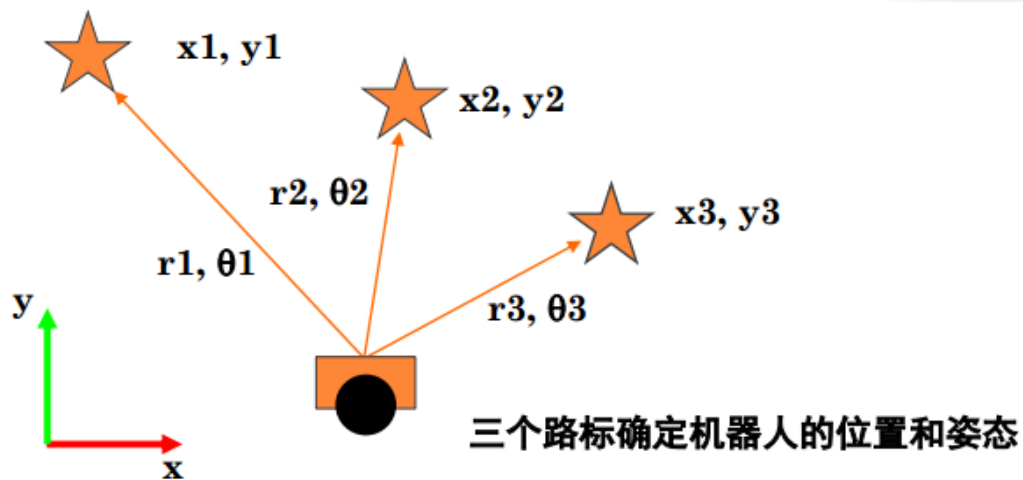 x1, y1
x2, y2
r2, θ2
x3, y3
r1, θ1
y
r3, θ3
三个路标确定机器人的位置和姿态
x